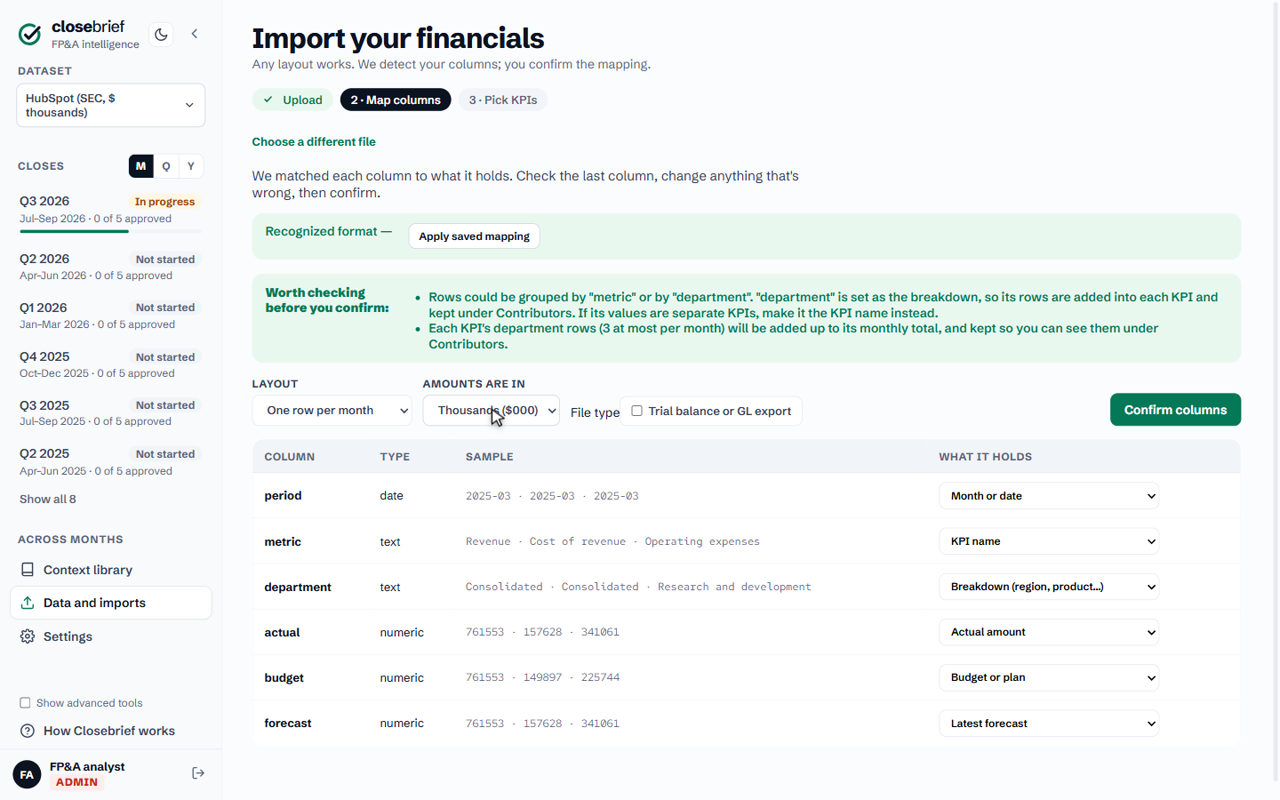 closebrief
FP&A intelligence
DATASET
HubSpot (SEC, $
thousands)
CLOSES
M Q Y
Q3 2026 In progress
Jul–Sep 2026 · 0 of 5 approved
Q2 2026 Not started
Apr–Jun 2026 · 0 of 5 approved
Q1 2026 Not started
Jan–Mar 2026 · 0 of 5 approved
Q4 2025 Not started
Oct–Dec 2025 · 0 of 5 approved
Q3 2025 Not started
Jul–Sep 2025 · 0 of 5 approved
Q2 2025 Not started
Apr–Jun 2025 · 0 of 5 approved
Show all 8
ACROSS MONTHS
Context library
Data and imports
Settings
Show advanced tools
How Closebrief works
FA FP&A analyst
ADMIN
Import your financials
Any layout works. We detect your columns; you confirm the mapping.
✓ Upload 2 · Map columns 3 · Pick KPIs
Choose a different file
We matched each column to what it holds. Check the last column, change anything that's
wrong, then confirm.
Recognized format — Apply saved mapping
Worth checking
before you confirm:
• Rows could be grouped by "metric" or by "department". "department" is set as the breakdown, so its rows are added into each KPI and
kept under Contributors. If its values are separate KPIs, make it the KPI name instead.
• Each KPI's department rows (3 at most per month) will be added up to its monthly total, and kept so you can see them under
Contributors.
LAYOUT AMOUNTS ARE IN
One row per month Thousands ($000) File type Trial balance or GL export Confirm columns
COLUMN TYPE SAMPLE WHAT IT HOLDS
period date 2025-03 · 2025-03 · 2025-03 Month or date
metric text Revenue · Cost of revenue · Operating expenses KPI name
department text Consolidated · Consolidated · Research and development Breakdown (region, product...)
actual numeric 761553 · 157628 · 341061 Actual amount
budget numeric 761553 · 149897 · 225744 Budget or plan
forecast numeric 761553 · 157628 · 341061 Latest forecast